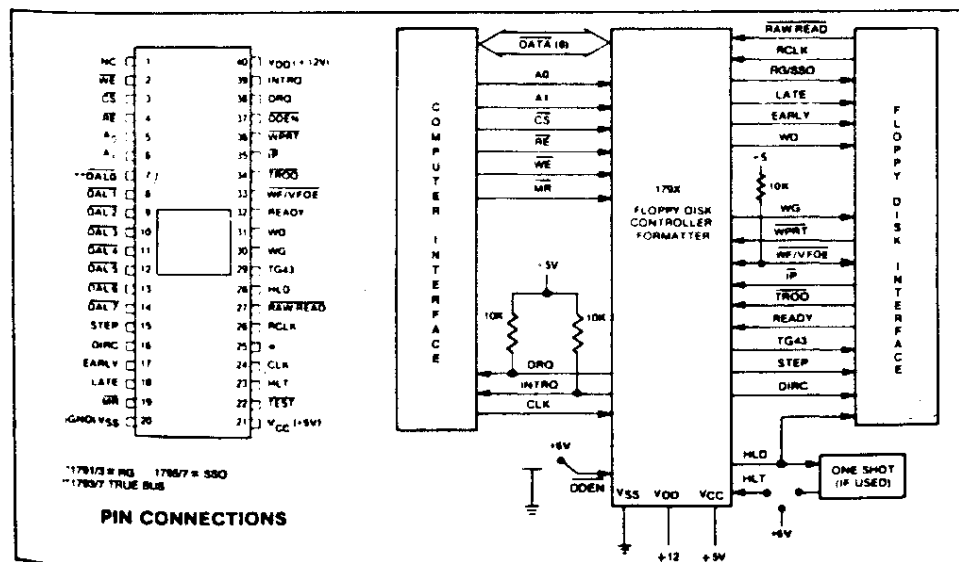 NC 1 40 VDD (+12V)
WE 2 39 INTRQ
CS 3 38 DRQ
RE 4 37 DDEN
A0 5 36 WPRT
A1 6 35 IP
**DAL0 7 34 TR00
DAL1 8 33 WF/VFOE
DAL2 9 32 READY
DAL3 10 31 WD
DAL4 11 30 WG
DAL5 12 29 TG43
DAL6 13 28 HLD
DAL7 14 27 RAW READ
STEP 15 26 RCLK
DIRC 16 25 *
EARLY 17 24 CLK
LATE 18 23 HLT
MR 19 22 TEST
(GND) VSS 20 21 VCC (+5V)
*1791/3 = RG 1795/7 = SSO
**1793/7 TRUE BUS
PIN CONNECTIONS
COMPUTER INTERFACE
DATA (8)
A0
A1
CS
RE
WE
MR
+5V
10K
10K
DRQ
INTRQ
CLK
+5V
DDEN
179X
FLOPPY DISK
CONTROLLER
FORMATTER
VSS VDD VCC
+12 +5V
RAW READ
RCLK
RG/SSO
LATE
EARLY
WD
+5
10K
WG
WPRT
WF/VFOE
IP
TR00
READY
TG43
STEP
DIRC
HLD
HLT
+5V
ONE SHOT
(IF USED)
FLOPPY DISK INTERFACE